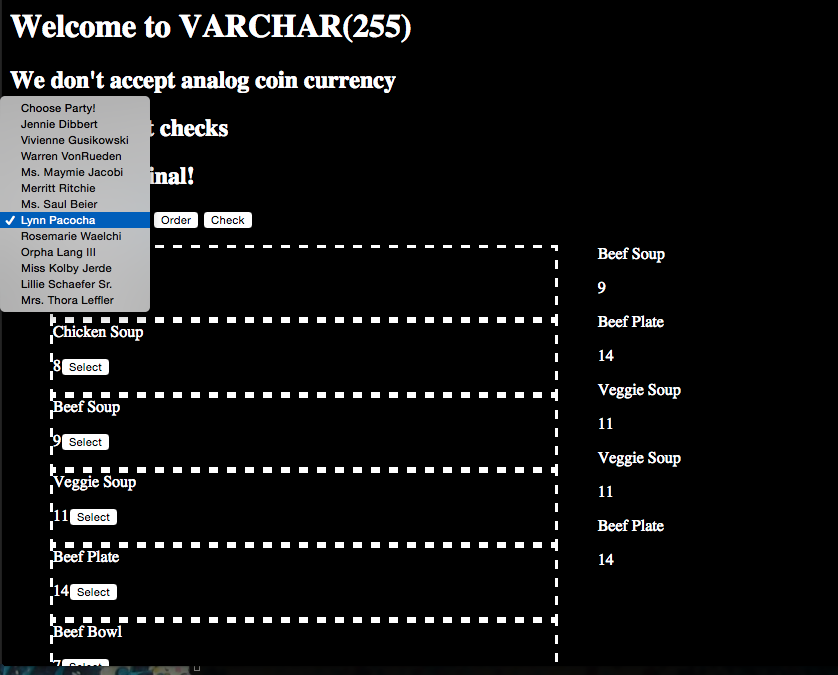 Welcome to VARCHAR(255)
We don't accept analog coin currency
t checks
inal!
Choose Party!
Jennie Dibbert
Vivienne Gusikowski
Warren VonRueden
Ms. Maymie Jacobi
Merritt Ritchie
Ms. Saul Beier
✓ Lynn Pacocha
Rosemarie Waelchi
Orpha Lang III
Miss Kolby Jerde
Lillie Schaefer Sr.
Mrs. Thora Leffler
Order Check
Chicken Soup
8 Select
Beef Soup
9 Select
Veggie Soup
11 Select
Beef Plate
14 Select
Beef Bowl
7 Select
Beef Soup
9
Beef Plate
14
Veggie Soup
11
Veggie Soup
11
Beef Plate
14